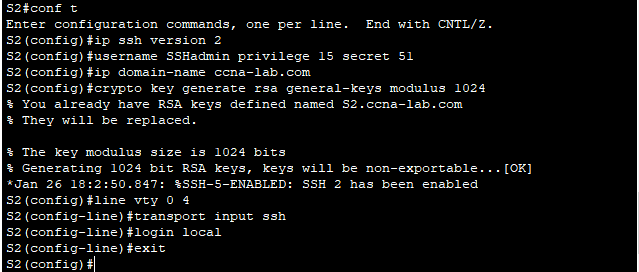 S2#conf t
Enter configuration commands, one per line.  End with CNTL/Z.
S2(config)#ip ssh version 2
S2(config)#username SSHadmin privilege 15 secret 51
S2(config)#ip domain-name ccna-lab.com
S2(config)#crypto key generate rsa general-keys modulus 1024
% You already have RSA keys defined named S2.ccna-lab.com
% They will be replaced.

% The key modulus size is 1024 bits
% Generating 1024 bit RSA keys, keys will be non-exportable...[OK]
*Jan 26 18:2:50.847: %SSH-5-ENABLED: SSH 2 has been enabled
S2(config)#line vty 0 4
S2(config-line)#transport input ssh
S2(config-line)#login local
S2(config-line)#exit
S2(config)#